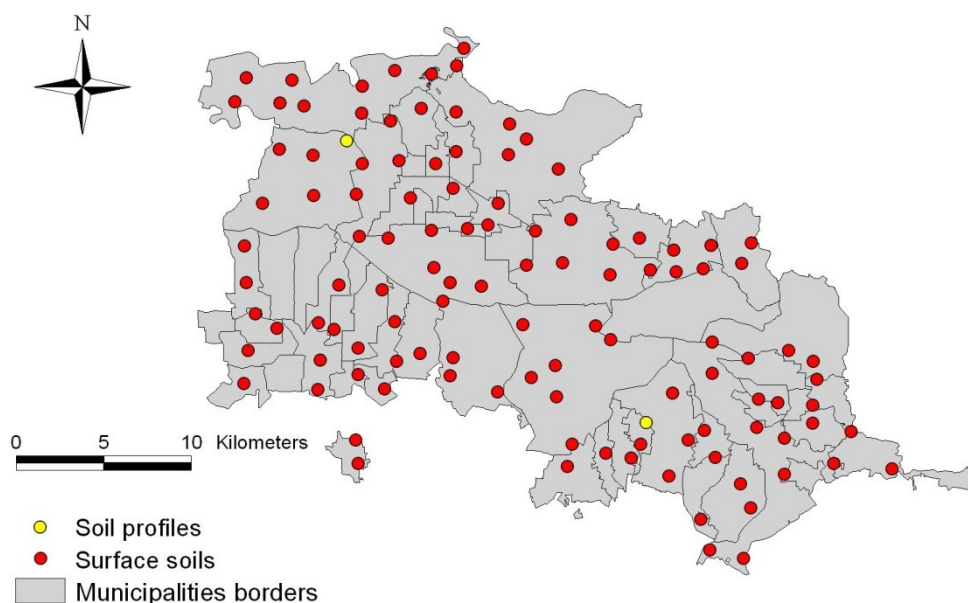 N
0 5 10 Kilometers
Soil profiles
Surface soils
Municipalities borders